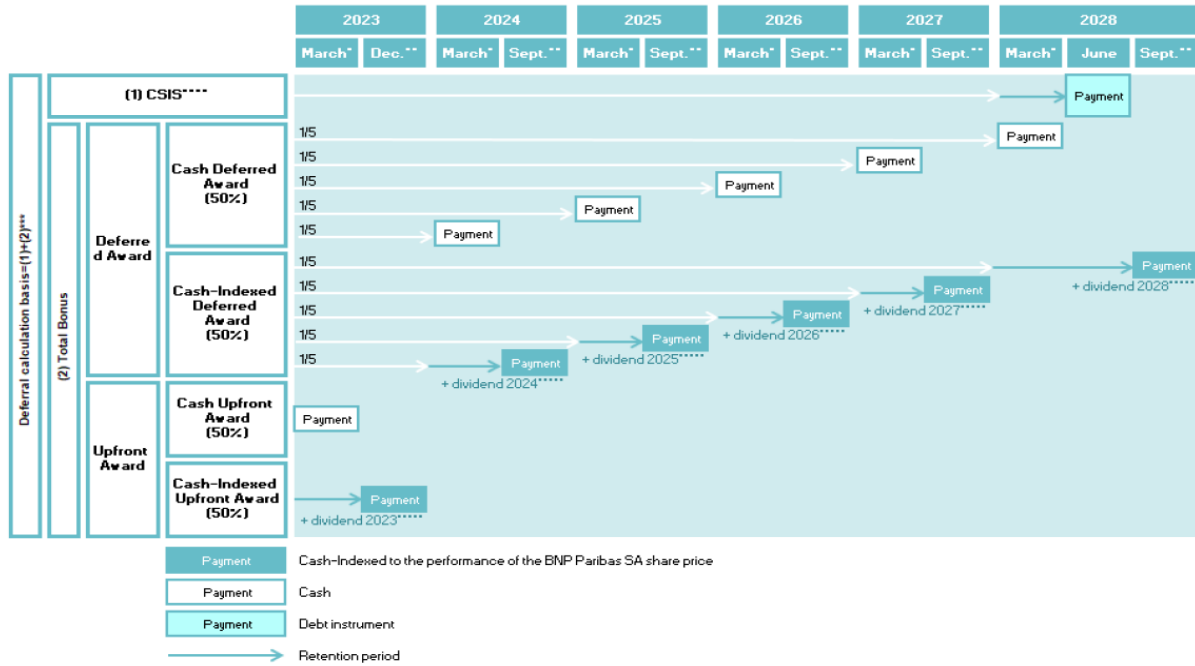 2023 2024 2025 2026 2027 2028
March* Dec.** March* Sept.** March* Sept.** March* Sept.** March* Sept.** March* June Sept.**
Deferral calculation basis=(1)+(2)***
(1) CSIS****
Payment
(2) Total Bonus
Deferre
d Award
Cash Deferred
Award
(50%)
1/5
Payment
1/5
Payment
1/5
Payment
1/5
Payment
1/5
Payment
Cash-Indexed
Deferred
Award
(50%)
1/5
Payment
+ dividend 2028*****
1/5
Payment
+ dividend 2027*****
1/5
Payment
+ dividend 2026*****
1/5
Payment
+ dividend 2025*****
1/5
Payment
+ dividend 2024*****
Upfront
Award
Cash Upfront
Award
(50%)
Payment
Cash-Indexed
Upfront Award
(50%)
Payment
+ dividend 2023*****
Payment Cash-Indexed to the performance of the BNP Paribas SA share price
Payment Cash
Payment Debt instrument
Retention period